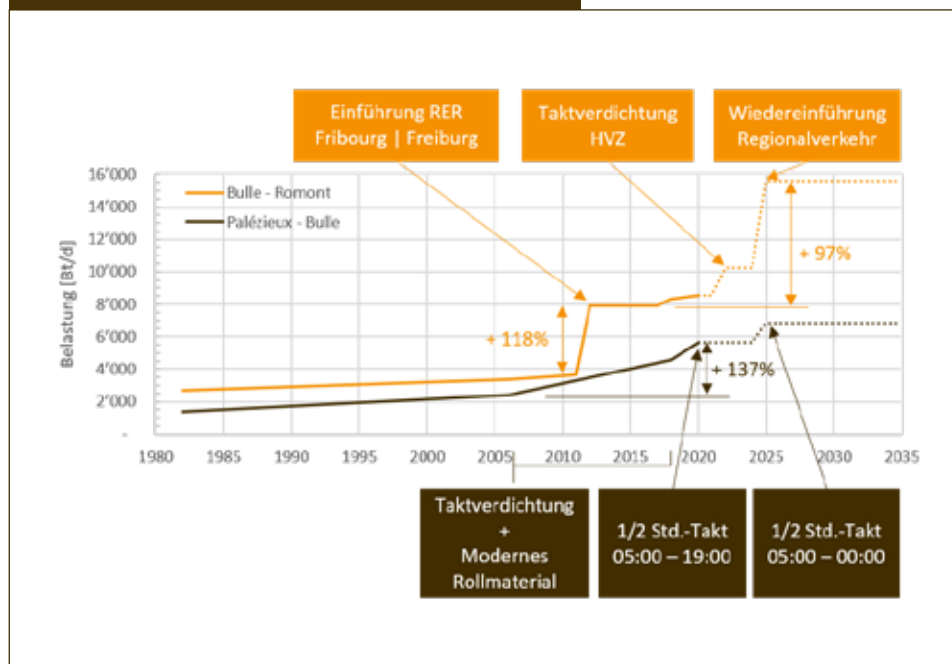 Einführung RER
Fribourg | Freiburg
Taktverdichtung
HVZ
Wiedereinführung
Regionalverkehr
Belastung [Bt/d]
16'000
14'000
12'000
10'000
8'000
6'000
4'000
2'000
-
Bulle - Romont
Palézieux - Bulle
+ 118%
+ 97%
+ 137%
1980 1985 1990 1995 2000 2005 2010 2015 2020 2025 2030 2035
Taktverdichtung
+
Modernes
Rollmaterial
1/2 Std.-Takt
05:00 – 19:00
1/2 Std.-Takt
05:00 – 00:00